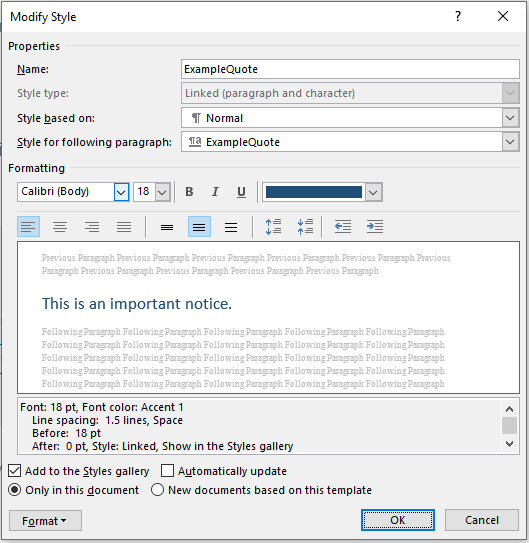 Modify Style ? ×
Properties
Name: ExampleQuote
Style type: Linked (paragraph and character)
Style based on: ¶ Normal
Style for following paragraph: ¶a ExampleQuote
Formatting
Calibri (Body) 18 B I U
Previous Paragraph Previous Paragraph Previous Paragraph Previous Paragraph Previous Paragraph Previous
Paragraph Previous Paragraph Previous Paragraph Previous Paragraph Previous Paragraph
This is an important notice.
Following Paragraph Following Paragraph Following Paragraph Following Paragraph Following Paragraph
Following Paragraph Following Paragraph Following Paragraph Following Paragraph Following Paragraph
Following Paragraph Following Paragraph Following Paragraph Following Paragraph Following Paragraph
Following Paragraph Following Paragraph Following Paragraph Following Paragraph Following Paragraph
Following Paragraph Following Paragraph Following Paragraph Following Paragraph Following Paragraph
Font: 18 pt, Font color: Accent 1
Line spacing: 1.5 lines, Space
Before: 18 pt
After: 0 pt, Style: Linked, Show in the Styles gallery
Add to the Styles gallery Automatically update
Only in this document New documents based on this template
Format OK Cancel